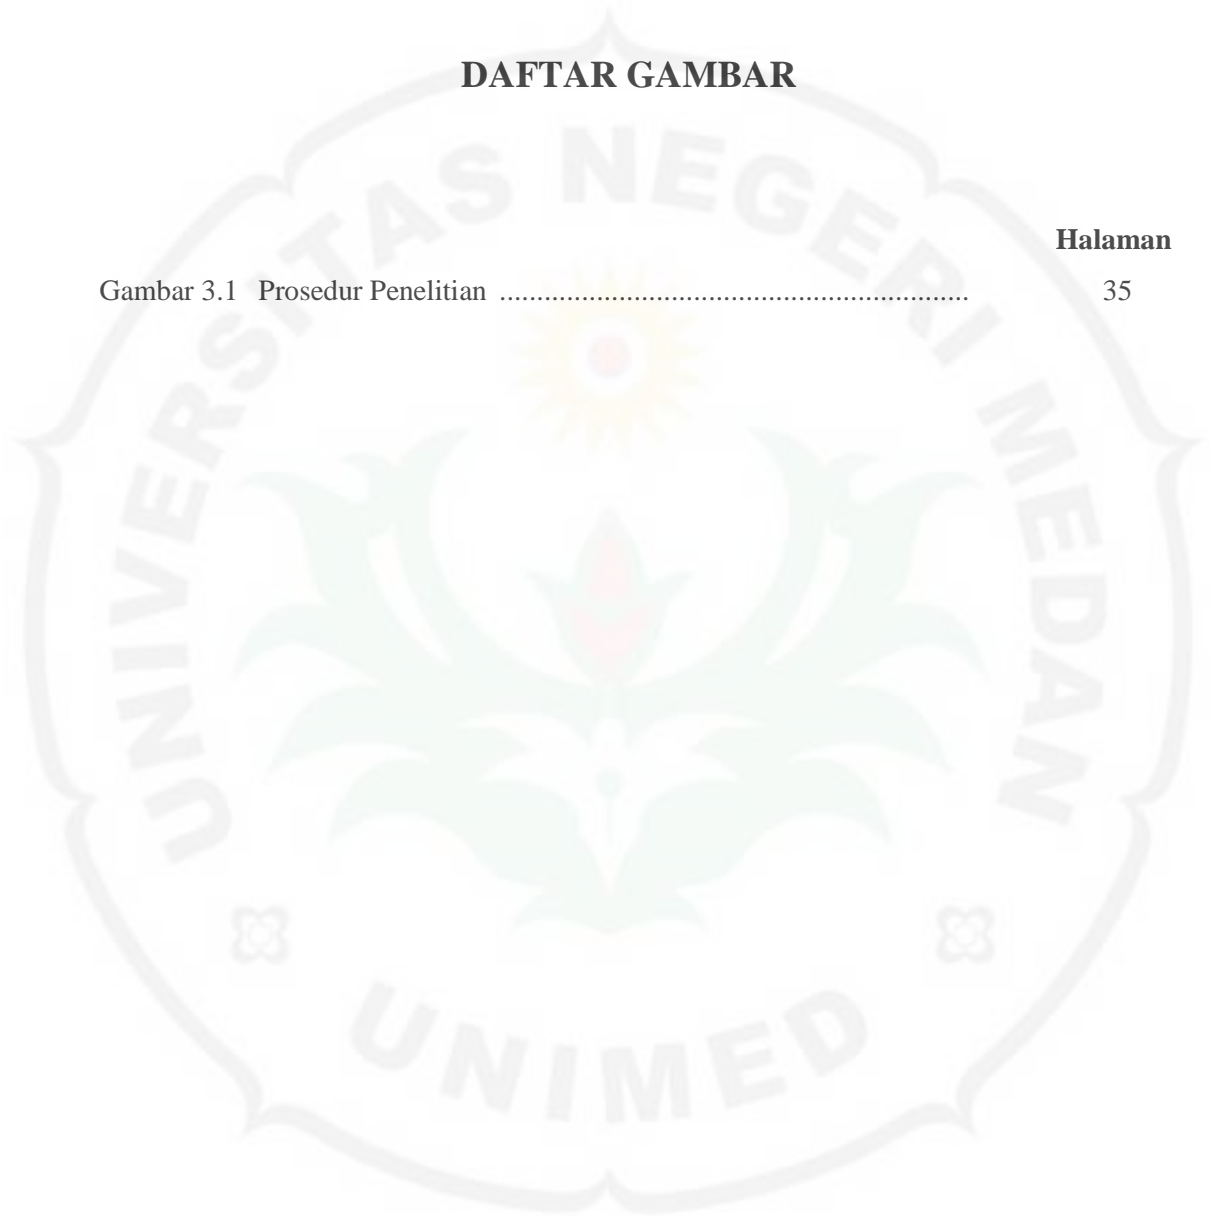 DAFTAR GAMBAR
Halaman
Gambar 3.1 Prosedur Penelitian ............................................................... 35
UNIVERSITAS NEGERI MEDAN
UNIMED